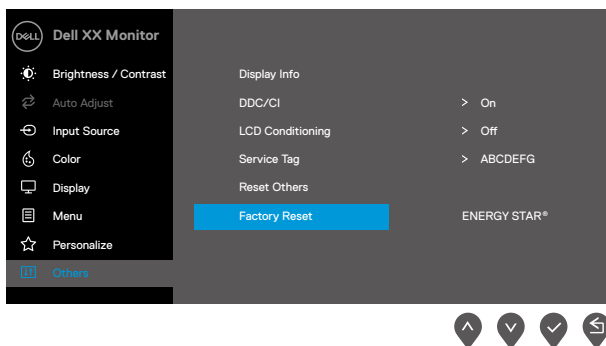 DELL Dell XX Monitor
Brightness / Contrast
Auto Adjust
Input Source
Color
Display
Menu
Personalize
Others
Display Info
DDC/CI > On
LCD Conditioning > Off
Service Tag > ABCDEFG
Reset Others
Factory Reset ENERGY STAR®